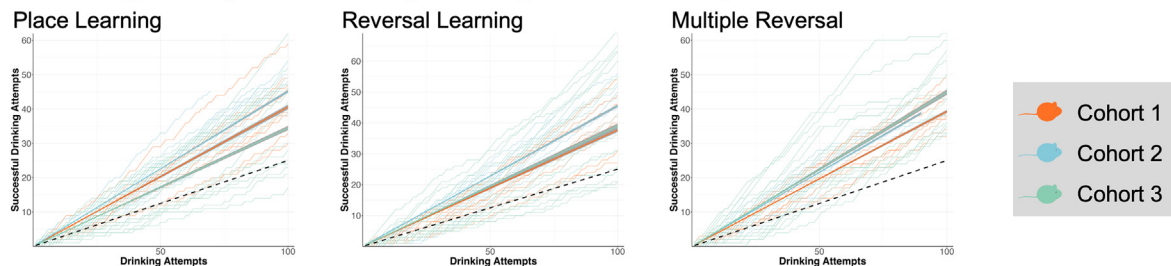 Place Learning
Successful Drinking Attempts
60
50
40
30
20
10
50
100
Drinking Attempts
Reversal Learning
Successful Drinking Attempts
70
60
50
40
30
20
10
50
100
Drinking Attempts
Multiple Reversal
Successful Drinking Attempts
60
50
40
30
20
10
50
100
Drinking Attempts
Cohort 1
Cohort 2
Cohort 3